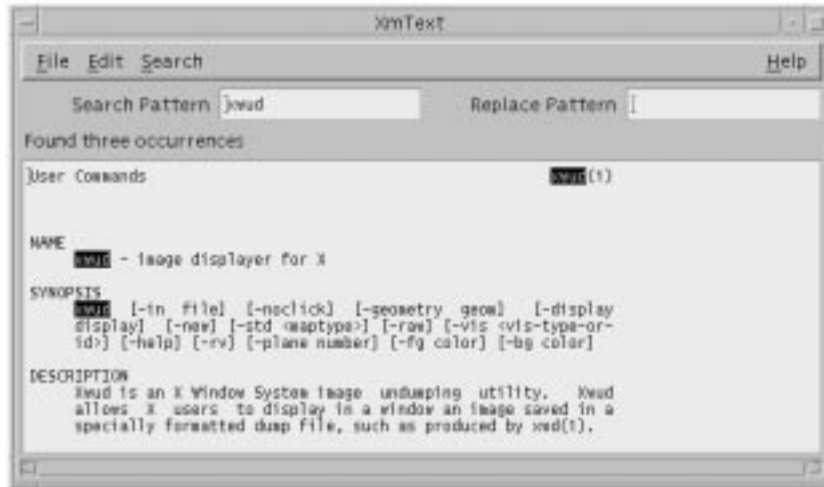 XmText
File Edit Search Help
Search Pattern xwud Replace Pattern
Found three occurrences
User Commands xwud(1)
NAME
xwud - image displayer for X
SYNOPSIS
xwud [-in file] [-noclick] [-geometry geom] [-display
display] [-new] [-std <maptype>] [-raw] [-vis <vis-type-or-
id>] [-help] [-rv] [-plane number] [-fg color] [-bg color]
DESCRIPTION
Xwud is an X Window System image undumping utility. Xwud
allows X users to display in a window an image saved in a
specially formatted dump file, such as produced by xwd(1).